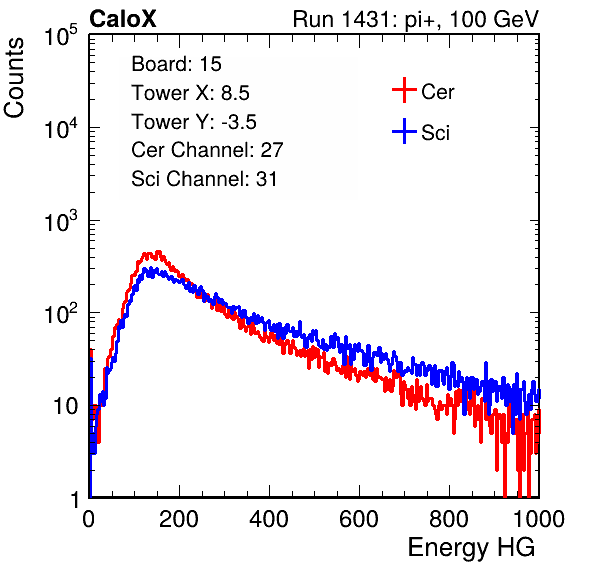 CaloX Run 1431: pi+, 100 GeV
Board: 15
Tower X: 8.5
Tower Y: -3.5
Cer Channel: 27
Sci Channel: 31
Cer
Sci
Counts
10^5
10^4
10^3
10^2
10
1
0 200 400 600 800 1000
Energy HG